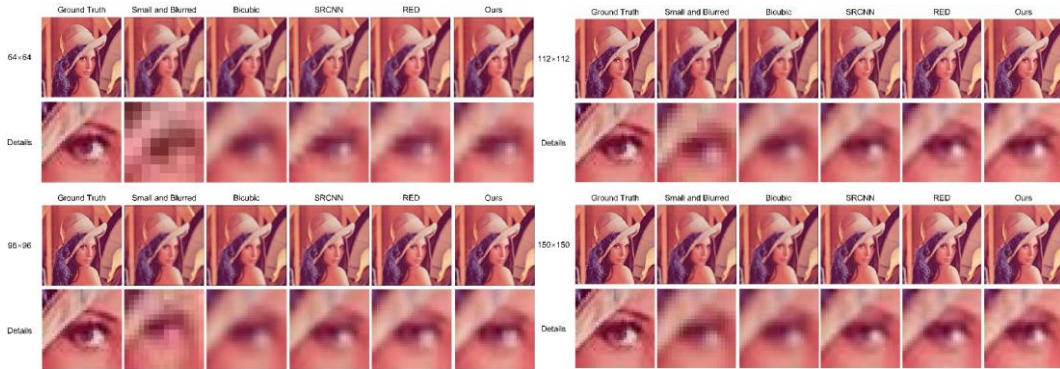 Ground Truth Small and Blurred Bicubic SRCNN RED Ours
64×64
Details
Ground Truth Small and Blurred Bicubic SRCNN RED Ours
112×112
Details
Ground Truth Small and Blurred Bicubic SRCNN RED Ours
96×96
Details
Ground Truth Small and Blurred Bicubic SRCNN RED Ours
150×150
Details